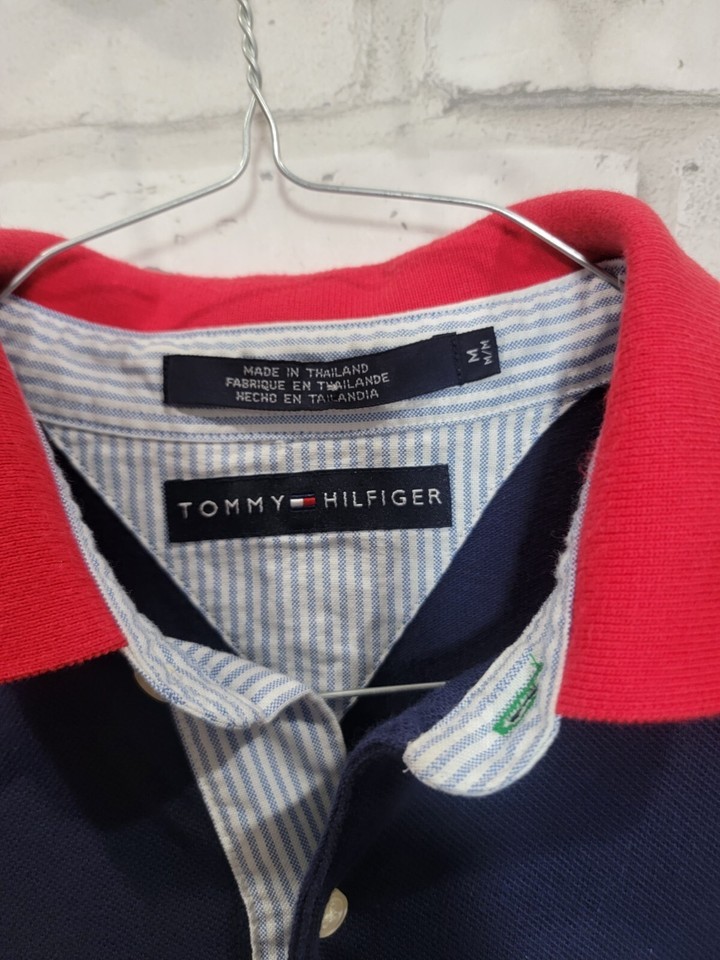 MADE IN THAILAND
FABRIQUE EN THAILANDE
HECHO EN TAILANDIA
M
M/M
TOMMY HILFIGER